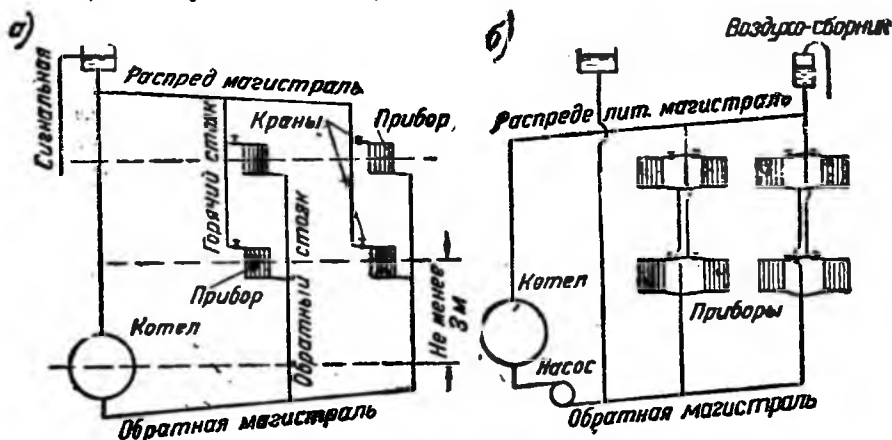 а)
Сигнальная
Распред магистраль
Краны
Прибор
Горячий стояк
Обратный стояк
Прибор
Котел
Не менее
3м
Обратная магистраль
б)
Воздухо-сборник
Распреде лит. магистраль
Котел
Приборы
Насос
Обратная магистраль